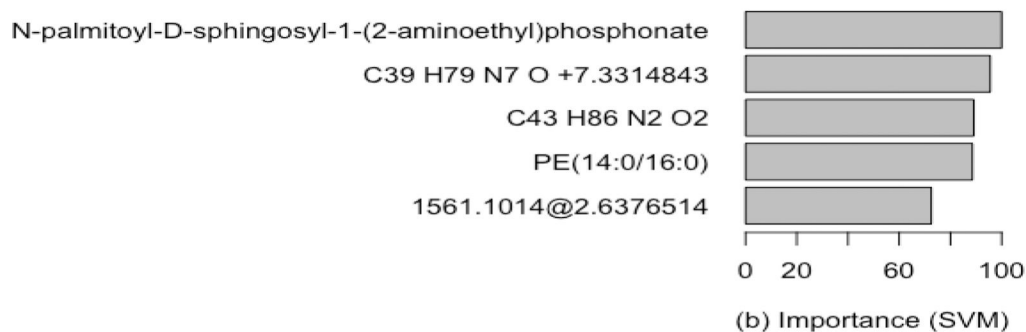 N-palmitoyl-D-sphingosyl-1-(2-aminoethyl)phosphonate
C39 H79 N7 O +7.3314843
C43 H86 N2 O2
PE(14:0/16:0)
1561.1014@2.6376514
0 20 60 100
(b) Importance (SVM)